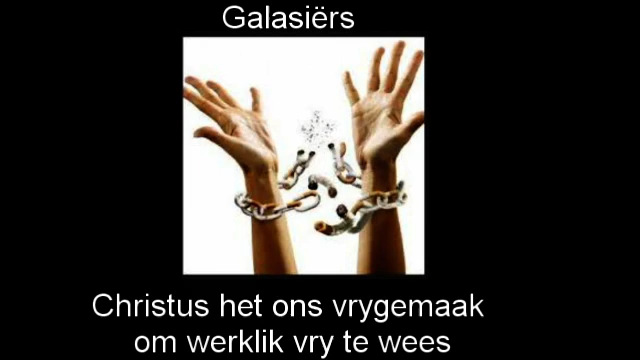 Galasiërs
Christus het ons vrygemaak
om werklik vry te wees